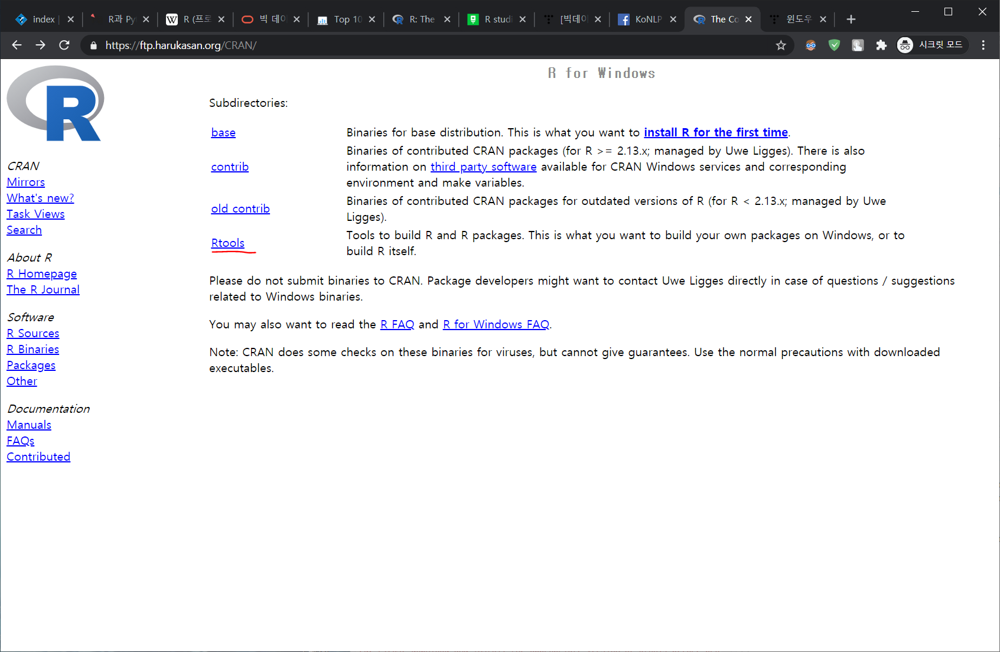 index
R과 Py
R (프로
빅 데이
Top 10
R: The
R stud
[빅데이
KoNLP
The Co
윈도우
https://ftp.harukasan.org/CRAN/
시크릿 모드
R
R for Windows
Subdirectories:
base
Binaries for base distribution. This is what you want to install R for the first time.
contrib
Binaries of contributed CRAN packages (for R >= 2.13.x; managed by Uwe Ligges). There is also
information on third party software available for CRAN Windows services and corresponding
environment and make variables.
old contrib
Binaries of contributed CRAN packages for outdated versions of R (for R < 2.13.x; managed by Uwe
Ligges).
Rtools
Tools to build R and R packages. This is what you want to build your own packages on Windows, or to
build R itself.
Please do not submit binaries to CRAN. Package developers might want to contact Uwe Ligges directly in case of questions / suggestions
related to Windows binaries.
You may also want to read the R FAQ and R for Windows FAQ.
Note: CRAN does some checks on these binaries for viruses, but cannot give guarantees. Use the normal precautions with downloaded
executables.
CRAN
Mirrors
What's new?
Task Views
Search
About R
R Homepage
The R Journal
Software
R Sources
R Binaries
Packages
Other
Documentation
Manuals
FAQs
Contributed